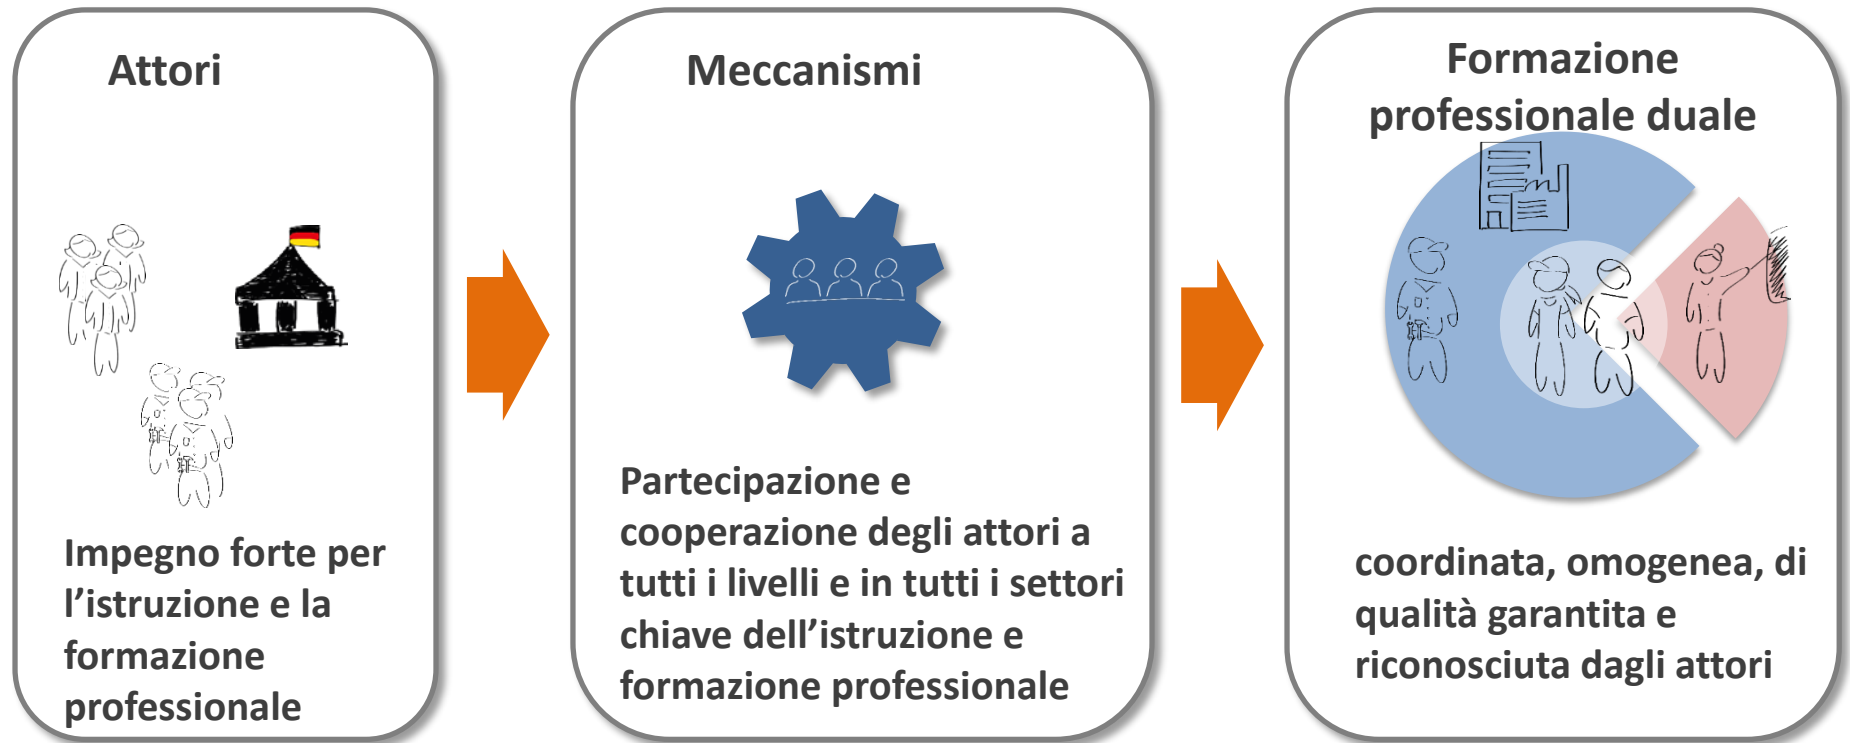 Attori
Impegno forte per
l’istruzione e la
formazione
professionale
Meccanismi
Partecipazione e
cooperazione degli attori a
tutti i livelli e in tutti i settori
chiave dell’istruzione e
formazione professionale
Formazione
professionale duale
coordinata, omogenea, di
qualità garantita e
riconosciuta dagli attori